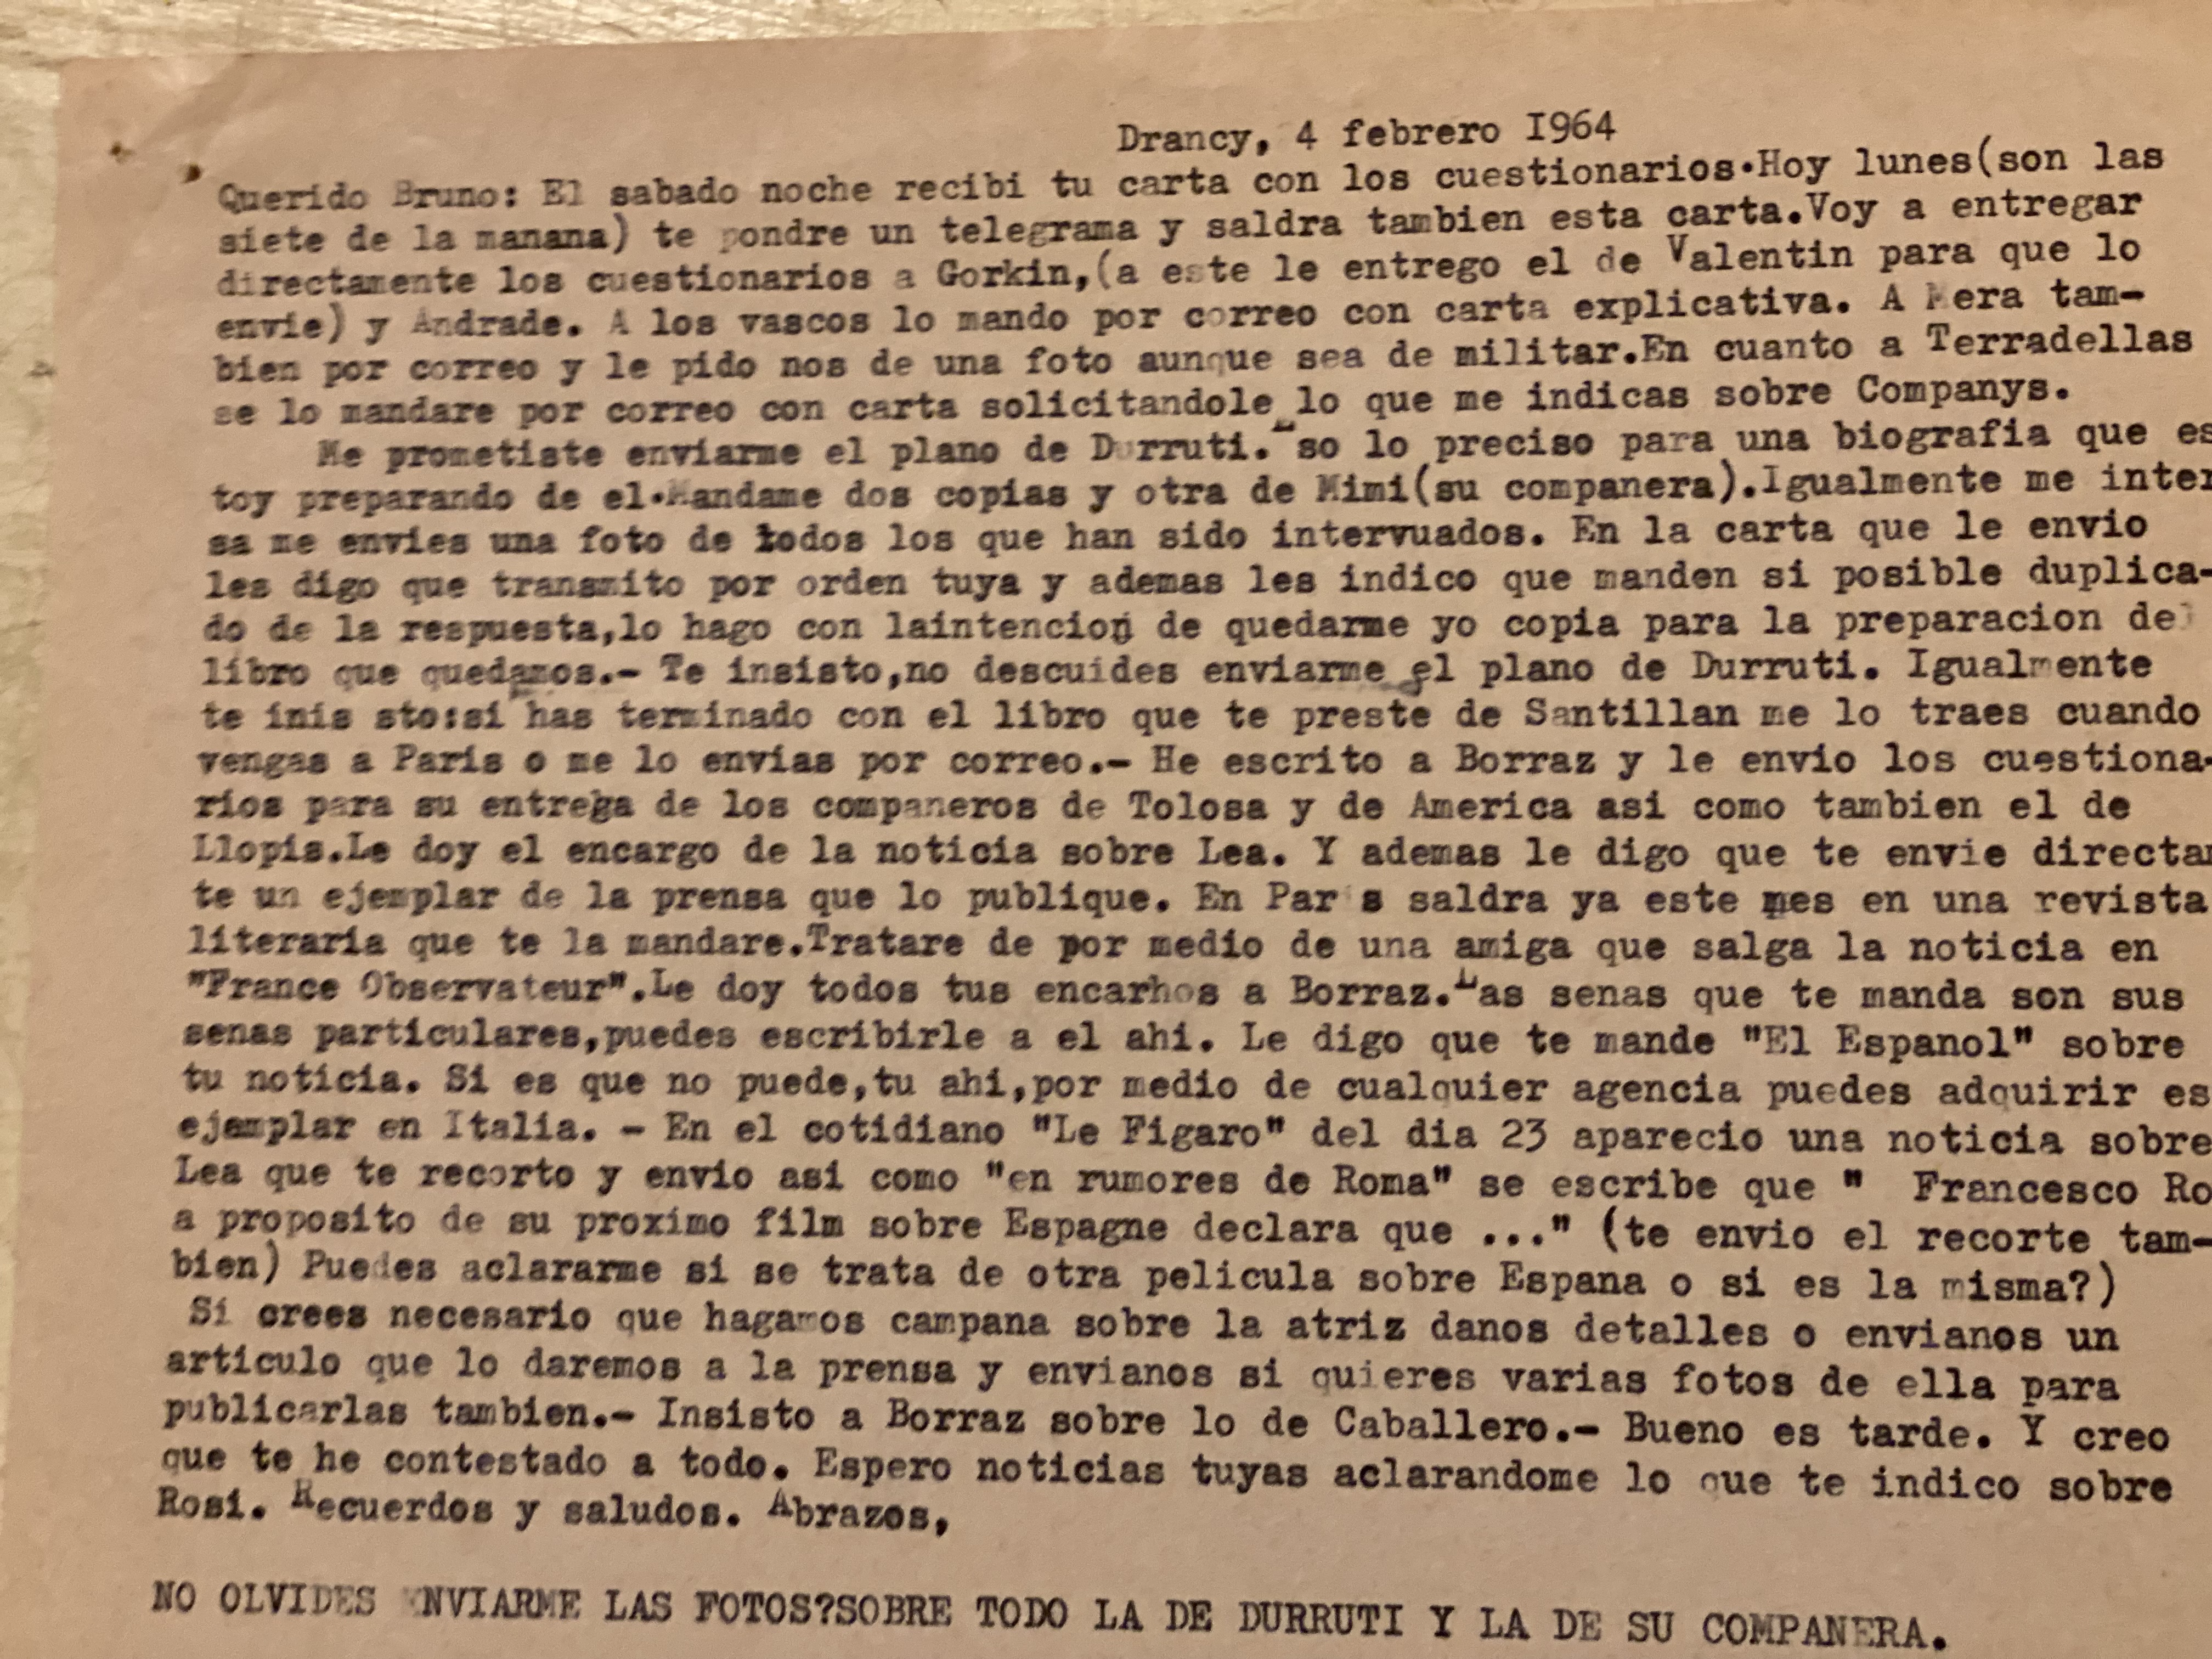 Drancy, 4 febrero I964
Querido Bruno: El sabado noche recibi tu carta con los cuestionarios.Hoy lunes(son las
siete de la manana) te pondre un telegrama y saldra tambien esta carta.Voy a entregar
directamente los cuestionarios a Gorkin,(a este le entrego el de Valentin para que lo
envie) y Andrade. A los vascos lo mando por correo con carta explicativa. A Mera tam-
bien por correo y le pido nos de una foto aunque sea de militar.En cuanto a Terradellas
se lo mandare por correo con carta solicitandole lo que me indicas sobre Companys.
Me prometiste enviarme el plano de Durruti. Eso lo preciso para una biografia que es
toy preparando de el.Mandame dos copias y otra de Mimi(su companera).Igualmente me inter
sa me envies una foto de todos los que han sido intervuados. En la carta que le envio
les digo que transmito por orden tuya y ademas les indico que manden si posible duplica-
do de la respuesta,lo hago con laintencion de quedarme yo copia para la preparacion del
libro que quedamos.- Te insisto,no descuides enviarme el plano de Durruti. Igualmente
te inis sto:si has terminado con el libro que te preste de Santillan me lo traes cuando
vengas a Paris o me lo envias por correo.- He escrito a Borraz y le envio los cuestiona-
rios para su entrega de los companeros de Tolosa y de America asi como tambien el de
Llopis.Le doy el encargo de la noticia sobre Lea. Y ademas le digo que te envie directam
te un ejemplar de la prensa que lo publique. En Par s saldra ya este mes en una revista
literaria que te la mandare.Tratare de por medio de una amiga que salga la noticia en
"France Observateur".Le doy todos tus encarhos a Borraz.Las senas que te manda son sus
senas particulares,puedes escribirle a el ahi. Le digo que te mande "El Espanol" sobre
tu noticia. Si es que no puede,tu ahi,por medio de cualquier agencia puedes adquirir es
ejemplar en Italia. - En el cotidiano "Le Figaro" del dia 23 aparecio una noticia sobre
Lea que te recorto y envio asi como "en rumores de Roma" se escribe que " Francesco Ro
a proposito de su proximo film sobre Espagne declara que ..." (te envio el recorte tam-
bien) Puedes aclararme si se trata de otra pelicula sobre Espana o si es la misma?)
Si crees necesario que hagamos campana sobre la atriz danos detalles o envianos un
articulo que lo daremos a la prensa y envianos si quieres varias fotos de ella para
publicarlas tambien.- Insisto a Borraz sobre lo de Caballero.- Bueno es tarde. Y creo
que te he contestado a todo. Espero noticias tuyas aclarandome lo que te indico sobre
Rosi. Recuerdos y saludos. Abrazos,
NO OLVIDES ENVIARME LAS FOTOS?SOBRE TODO LA DE DURRUTI Y LA DE SU COMPANERA.